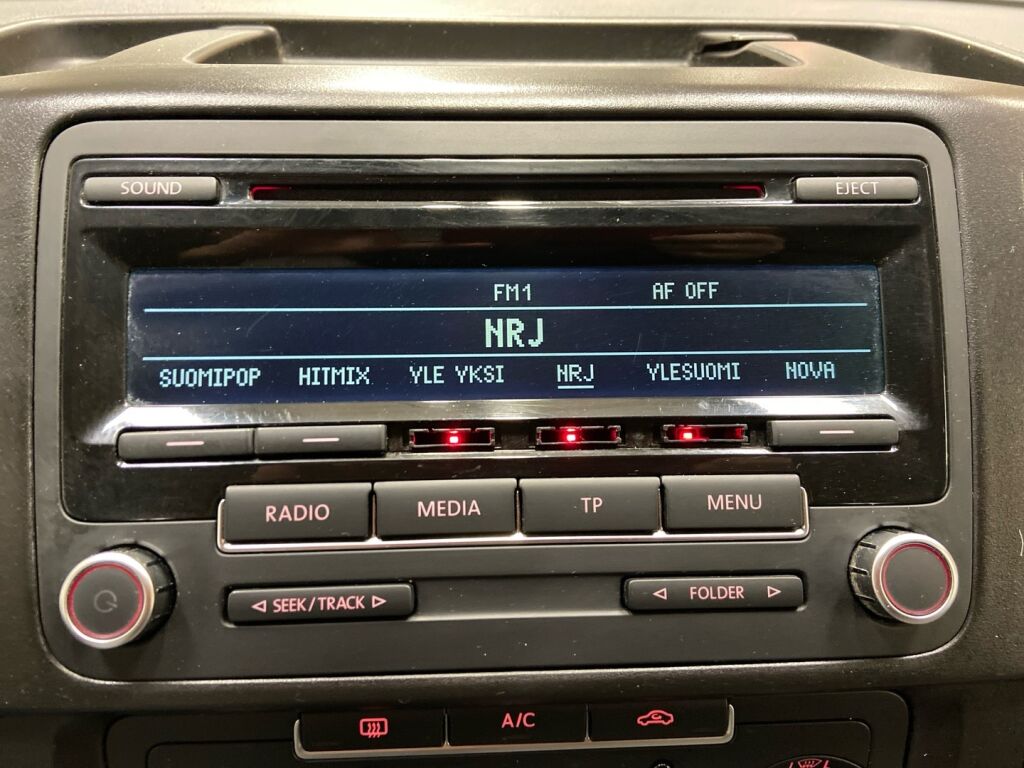 SOUND EJECT
FM1 AF OFF
NRJ
SUOMIPOP HITMIX YLE YKSI NRJ YLESUOMI NOVA
RADIO MEDIA TP MENU
SEEK/TRACK FOLDER
A/C